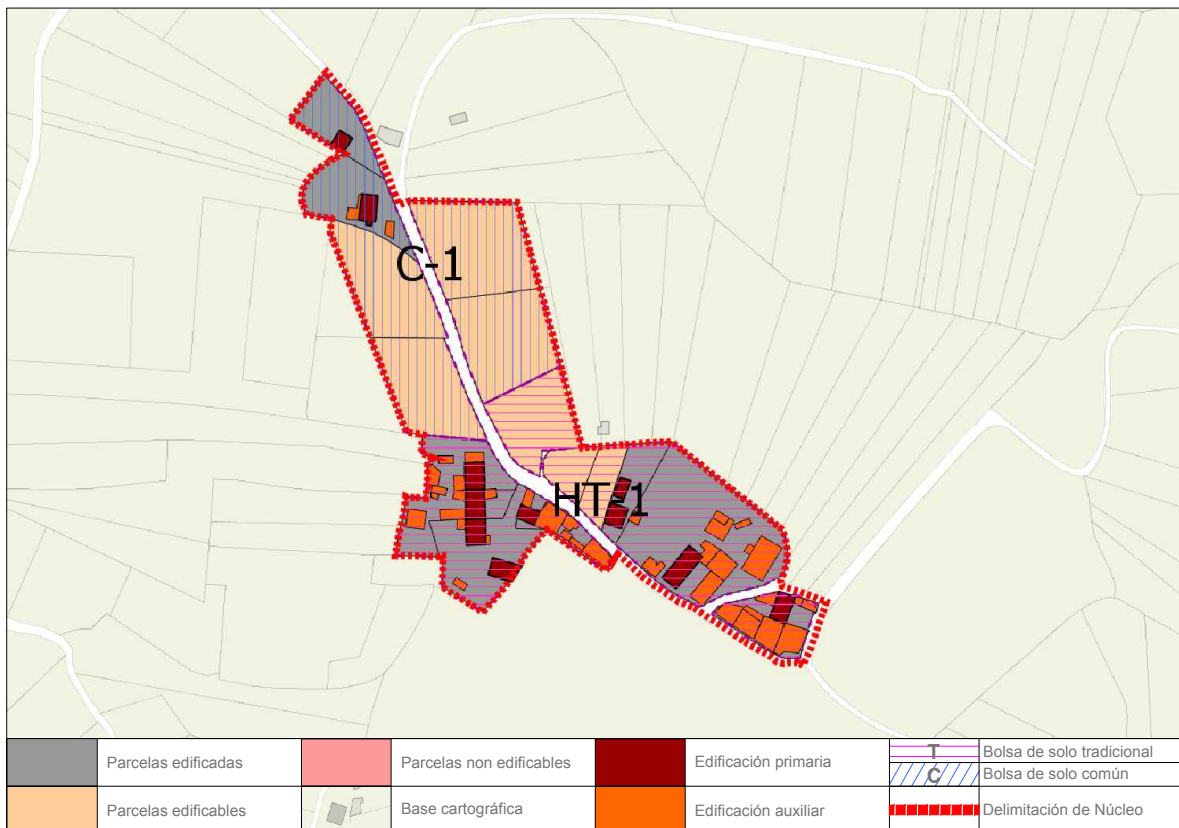 C-1
HT-1
Parcelas edificadas
Parcelas non edificables
Edificación primaria
T
Bolsa de solo tradicional
C
Bolsa de solo común
Parcelas edificables
Base cartográfica
Edificación auxiliar
Delimitación de Núcleo